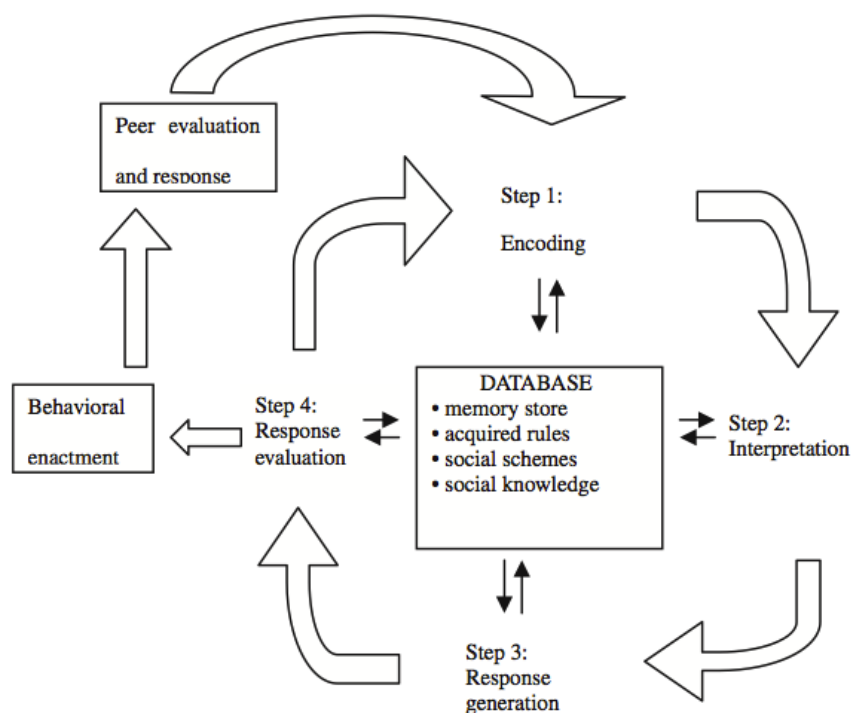 Peer evaluation
and response
Step 1:
Encoding
DATABASE
• memory store
• acquired rules
• social schemes
• social knowledge
Step 2:
Interpretation
Step 4:
Response
evaluation
Behavioral
enactment
Step 3:
Response
generation